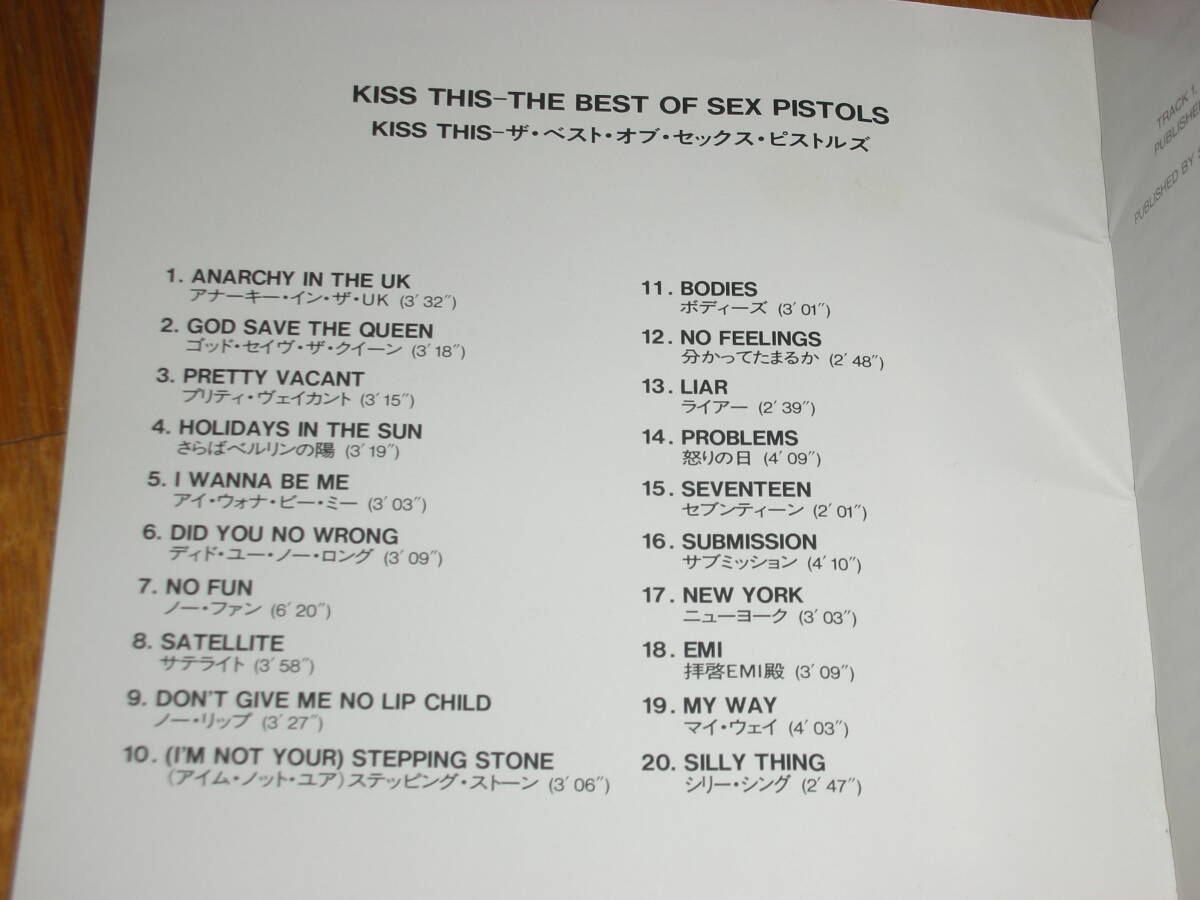 KISS THIS–THE BEST OF SEX PISTOLS
KISS THIS–ザ・ベスト・オブ・セックス・ピストルズ
1. ANARCHY IN THE UK
アナーキー・イン・ザ・UK (3′32″)
2. GOD SAVE THE QUEEN
ゴッド・セイヴ・ザ・クイーン (3′18″)
3. PRETTY VACANT
プリティ・ヴェイカント (3′15″)
4. HOLIDAYS IN THE SUN
さらばベルリンの陽 (3′19″)
5. I WANNA BE ME
アイ・ウォナ・ビー・ミー (3′03″)
6. DID YOU NO WRONG
ディド・ユー・ノー・ロング (3′09″)
7. NO FUN
ノー・ファン (6′20″)
8. SATELLITE
サテライト (3′58″)
9. DON'T GIVE ME NO LIP CHILD
ノー・リップ (3′27″)
10. (I'M NOT YOUR) STEPPING STONE
(アイム・ノット・ユア)ステッピング・ストーン (3′06″)
11. BODIES
ボディーズ (3′01″)
12. NO FEELINGS
分かってたまるか (2′48″)
13. LIAR
ライアー (2′39″)
14. PROBLEMS
怒りの日 (4′09″)
15. SEVENTEEN
セブンティーン (2′01″)
16. SUBMISSION
サブミッション (4′10″)
17. NEW YORK
ニューヨーク (3′03″)
18. EMI
拝啓EMI殿 (3′09″)
19. MY WAY
マイ・ウェイ (4′03″)
20. SILLY THING
シリー・シング (2′47″)
TRACK 1,
PUBLISHED
PUBLISHED BY